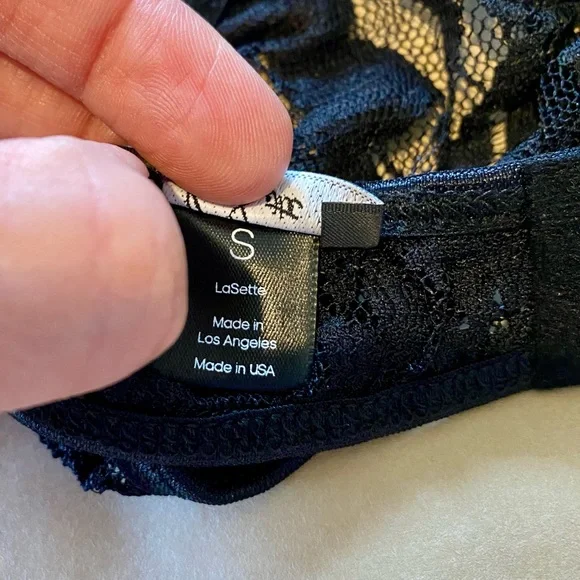 S
LaSette
Made in
Los Angeles
Made in USA